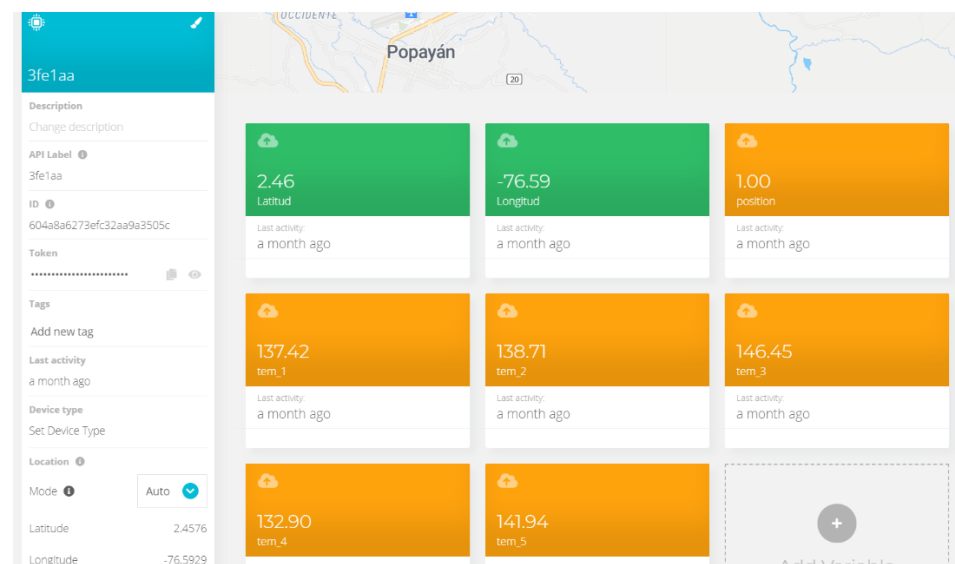 OCCIDENTE
Popayán
20
3fe1aa
Description
Change description
API Label
3fe1aa
ID
604a8a6273efc32aa9a3505c
Token
••••••••••••••••••••••••
Tags
Add new tag
Last activity
a month ago
Device type
Set Device Type
Location
Mode Auto
Latitude 2.4576
Longitude -76.5929
2.46
Latitud
Last activity:
a month ago
-76.59
Longitud
Last activity:
a month ago
1.00
position
Last activity:
a month ago
137.42
tem_1
Last activity:
a month ago
138.71
tem_2
Last activity:
a month ago
146.45
tem_3
Last activity:
a month ago
132.90
tem_4
141.94
tem_5
Add Variable